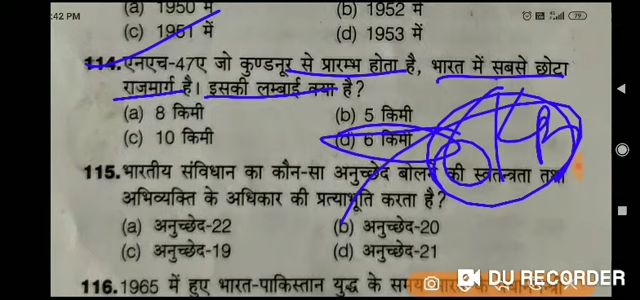 :42 PM
79
(a) 1950 में (b) 1952 में
(c) 1951 में (d) 1953 में
114. एनएच-47ए जो कुण्डनूर से प्रारम्भ होता है, भारत में सबसे छोटा
राजमार्ग है। इसकी लम्बाई क्या है?
(a) 8 किमी (b) 5 किमी
(c) 10 किमी (d) 6 किमी
115. भारतीय संविधान का कौन-सा अनुच्छेद बोलने की स्वतन्त्रता तथा
अभिव्यक्ति के अधिकार की प्रत्याभूति करता है?
(a) अनुच्छेद-22 (b) अनुच्छेद-20
(c) अनुच्छेद-19 (d) अनुच्छेद-21
116. 1965 में हुए भारत-पाकिस्तान युद्ध के समय
DU RECORDER